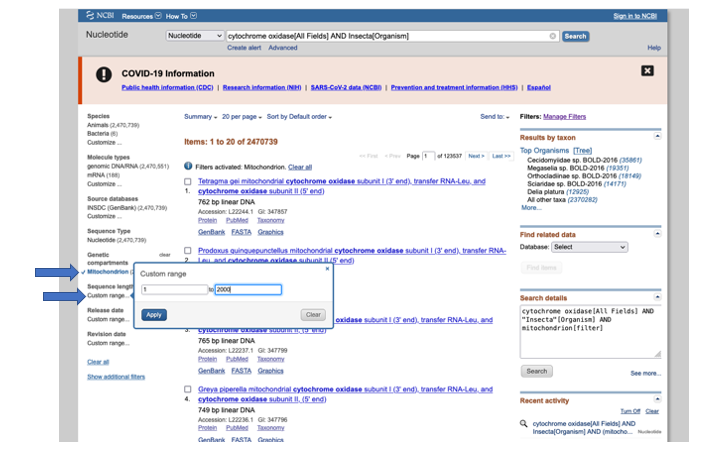 NCBI Resources How To Sign in to NCBI
Nucleotide Nucleotide cytochrome oxidase[All Fields] AND Insecta[Organism] Search
Create alert Advanced Help
COVID-19 Information
Public health information (CDC) | Research information (NIH) | SARS-CoV-2 data (NCBI) | Prevention and treatment information (HHS) | Español
Species
Animals (2,470,739)
Bacteria (6)
Customize ...
Molecule types
genomic DNA/RNA (2,470,551)
mRNA (188)
Customize ...
Source databases
INSDC (GenBank) (2,470,739)
Customize ...
Sequence Type
Nucleotide (2,470,739)
Genetic compartments clear
Mitochondrion (2
Sequence length
Custom range...
Release date
Custom range...
Revision date
Custom range...
Clear all
Show additional filters
Summary 20 per page Sort by Default order Send to:
Items: 1 to 20 of 2470739
<< First < Prev Page 1 of 123537 Next > Last >>
Filters activated: Mitochondrion. Clear all
Tetragma gei mitochondrial cytochrome oxidase subunit I (3' end), transfer RNA-Leu, and
1. cytochrome oxidase subunit II (5' end)
762 bp linear DNA
Accession: L22244.1 GI: 347857
Protein PubMed Taxonomy
GenBank FASTA Graphics
Prodoxus quinquepunctellus mitochondrial cytochrome oxidase subunit I (3' end), transfer RNA-
2. Leu, and cytochrome oxidase subunit II (5' end)
Custom range ×
1 to 2000
Apply Clear
oxidase subunit I (3' end), transfer RNA-Leu, and
3. cytochrome oxidase subunit II, (5' end)
765 bp linear DNA
Accession: L22237.1 GI: 347799
Protein PubMed Taxonomy
GenBank FASTA Graphics
Greya piperella mitochondrial cytochrome oxidase subunit I (3' end), transfer RNA-Leu, and
4. cytochrome oxidase subunit II, (5' end)
749 bp linear DNA
Accession: L22236.1 GI: 347796
Protein PubMed Taxonomy
GenBank FASTA Graphics
Filters: Manage Filters
Results by taxon
Top Organisms [Tree]
Cecidomyiidae sp. BOLD-2016 (35861)
Megaselia sp. BOLD-2016 (19351)
Orthocladiinae sp. BOLD-2016 (18149)
Sciaridae sp. BOLD-2016 (14171)
Delia platura (12925)
All other taxa (2370282)
More...
Find related data
Database: Select
Find items
Search details
cytochrome oxidase[All Fields] AND
"Insecta"[Organism] AND
mitochondrion[filter]
Search See more...
Recent activity
Turn Off Clear
cytochrome oxidase[All Fields] AND
Insecta[Organism] AND (mitocho... Nucleotide